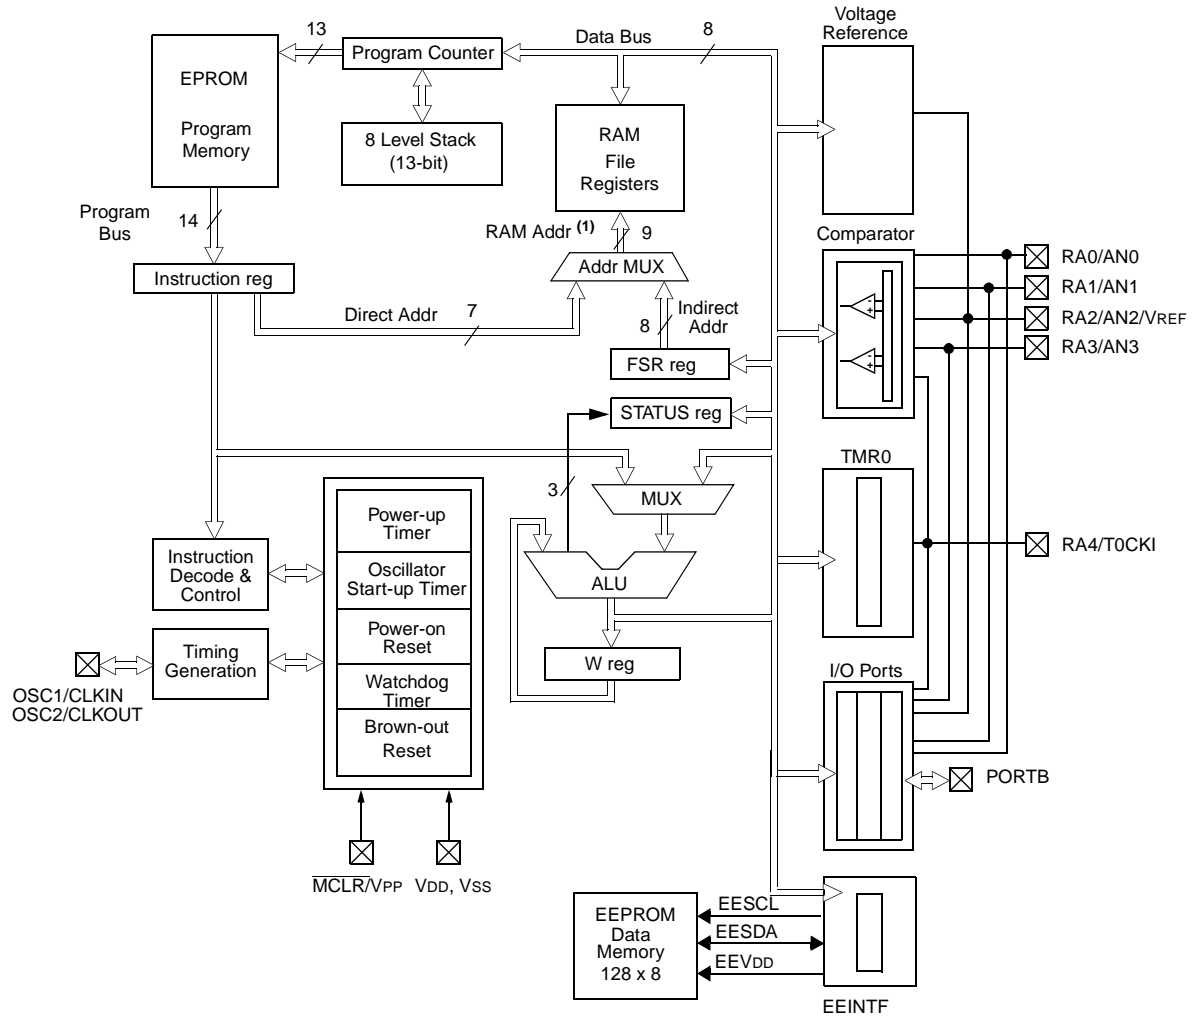 Voltage
Reference
13
Program Counter
Data Bus
8
EPROM
Program
Memory
8 Level Stack
(13-bit)
RAM
File
Registers
Program
Bus
14
RAM Addr (1)
9
Comparator
Addr MUX
RA0/AN0
Instruction reg
RA1/AN1
Direct Addr
7
8
Indirect
Addr
RA2/AN2/VREF
RA3/AN3
FSR reg
- +
- +
STATUS reg
TMR0
3
MUX
Power-up
Timer
RA4/T0CKI
Instruction
Decode &
Control
Oscillator
Start-up Timer
ALU
Power-on
Reset
Timing
Generation
W reg
I/O Ports
OSC1/CLKIN
OSC2/CLKOUT
Watchdog
Timer
Brown-out
Reset
PORTB
MCLR/VPP
VDD, VSS
EEPROM
Data
Memory
128 x 8
EESCL
EESDA
EEVDD
EEINTF